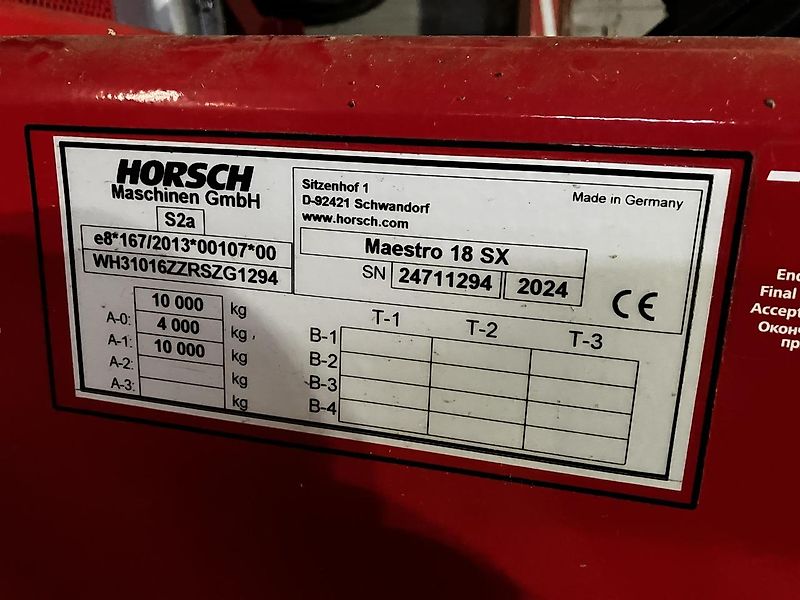 HORSCH
Maschinen GmbH
S2a
e8*167/2013*00107*00
WH31016ZZRSZG1294
Sitzenhof 1
D-92421 Schwandorf
www.horsch.com
Made in Germany
Maestro 18 SX
SN 24711294 2024
CE
10 000 kg
A-0: 4 000 kg
A-1: 10 000 kg
A-2: kg
A-3: kg
T-1 T-2 T-3
B-1
B-2
B-3
B-4
Final